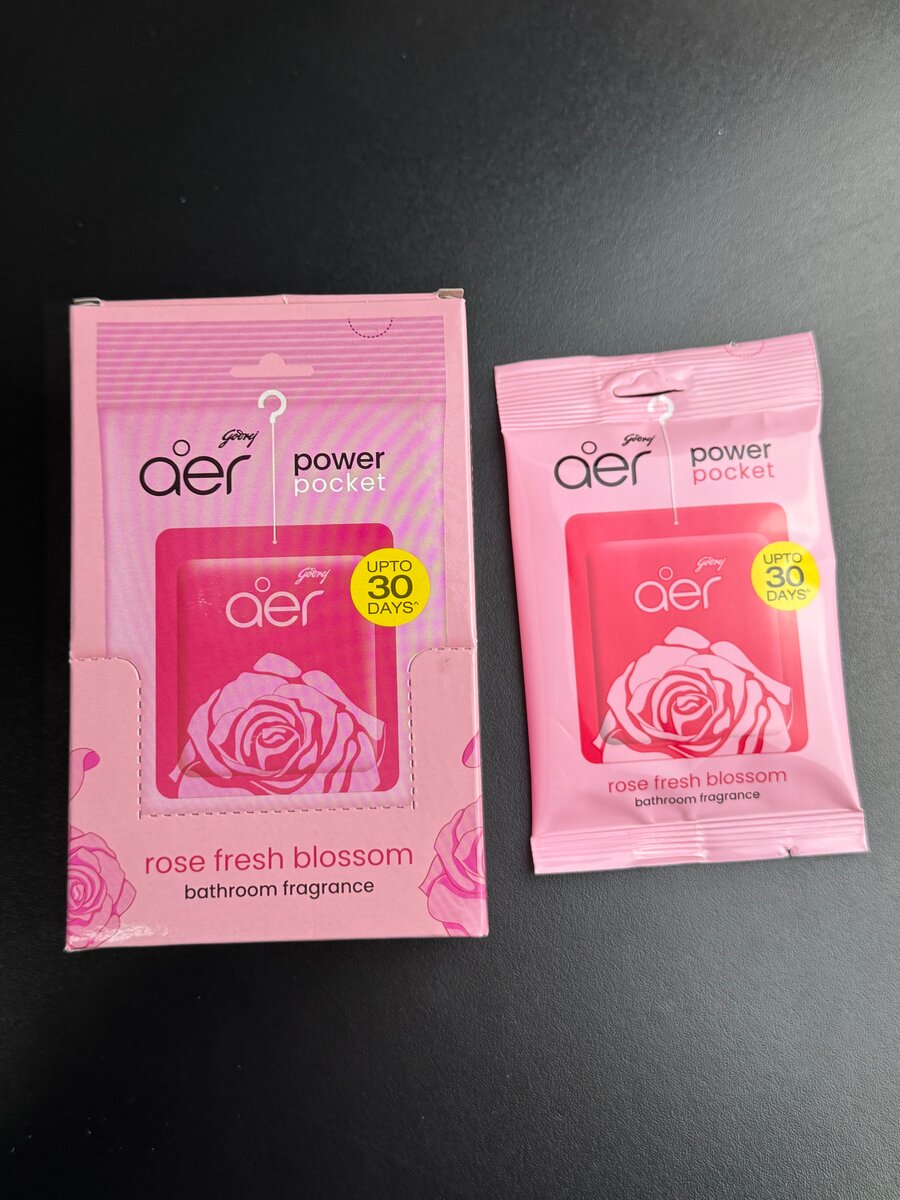 Godrej
aer
power
pocket
Godrej
aer
UPTO
30
DAYS^
rose fresh blossom
bathroom fragrance
Godrej
aer
power
pocket
Godrej
aer
UPTO
30
DAYS^
rose fresh blossom
bathroom fragrance